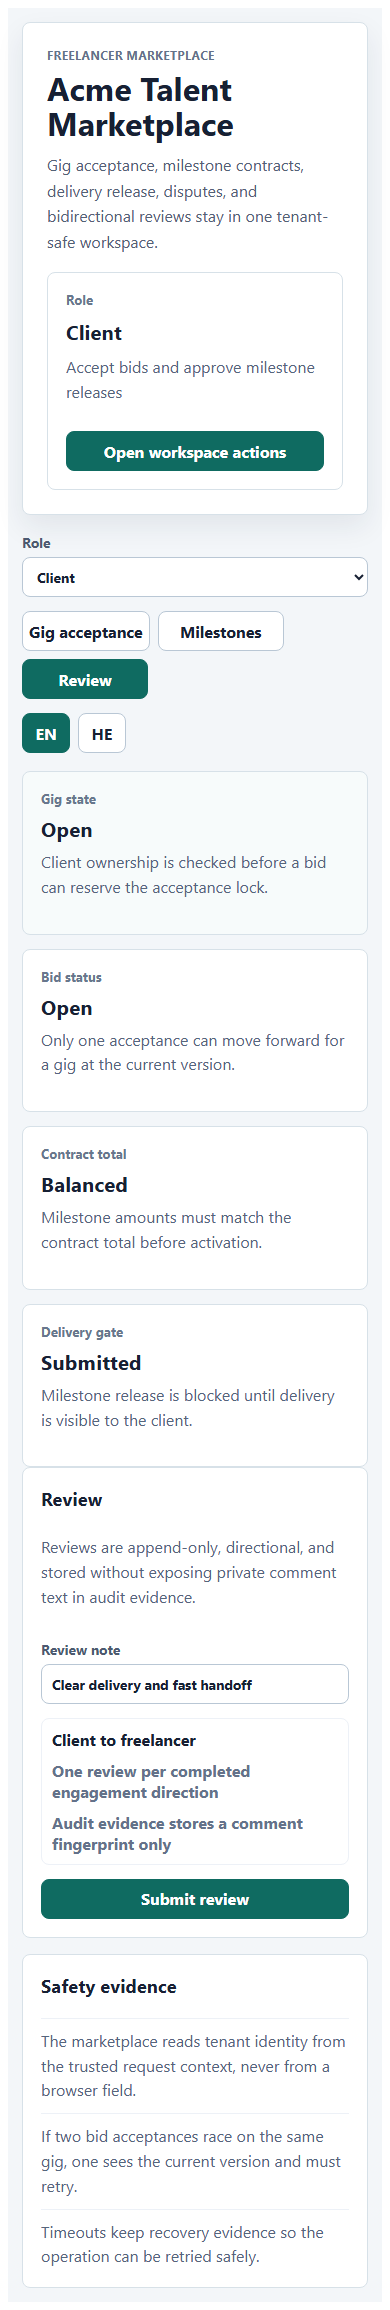 FREELANCER MARKETPLACE
Acme Talent
Marketplace
Gig acceptance, milestone contracts,
delivery release, disputes, and
bidirectional reviews stay in one tenant-
safe workspace.
Role
Client
Accept bids and approve milestone
releases
Open workspace actions
Role
Client
Gig acceptance
Milestones
Review
EN
HE
Gig state
Open
Client ownership is checked before a bid
can reserve the acceptance lock.
Bid status
Open
Only one acceptance can move forward for
a gig at the current version.
Contract total
Balanced
Milestone amounts must match the
contract total before activation.
Delivery gate
Submitted
Milestone release is blocked until delivery
is visible to the client.
Review
Reviews are append-only, directional, and
stored without exposing private comment
text in audit evidence.
Review note
Clear delivery and fast handoff
Client to freelancer
One review per completed
engagement direction
Audit evidence stores a comment
fingerprint only
Submit review
Safety evidence
The marketplace reads tenant identity from
the trusted request context, never from a
browser field.
If two bid acceptances race on the same
gig, one sees the current version and must
retry.
Timeouts keep recovery evidence so the
operation can be retried safely.